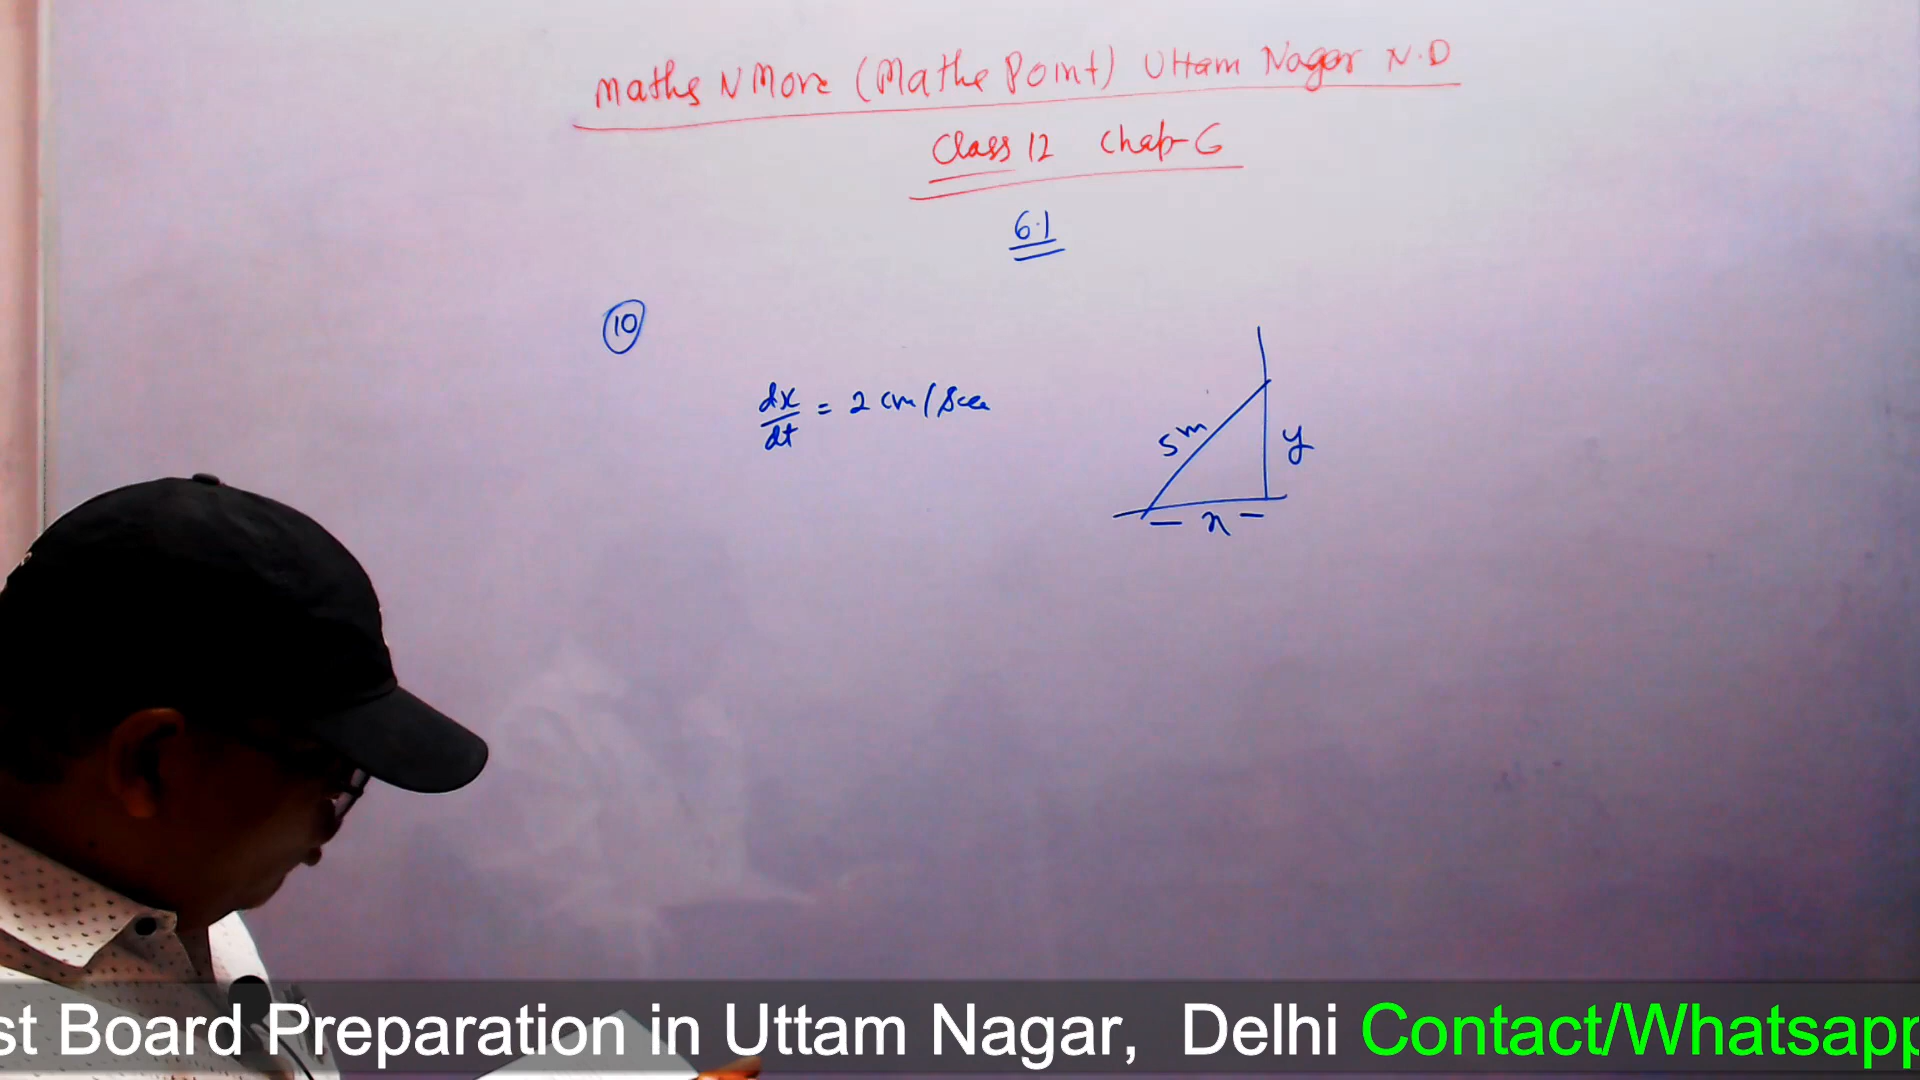 Maths N More (Maths Point) Uttam Nagar N.D
Class 12 Chap-6
6.1
10
dx/dt = 2 cm/sec
5m
y
x
st Board Preparation in Uttam Nagar, Delhi Contact/Whatsapp